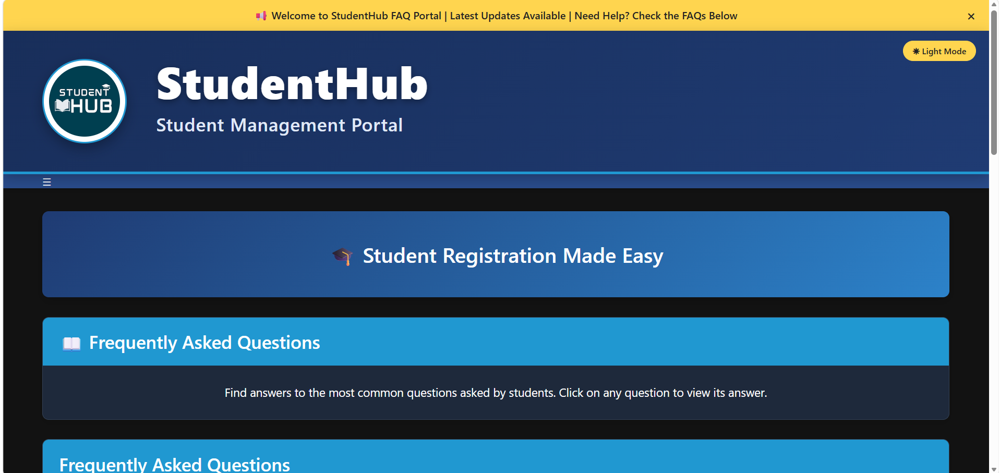 📢 Welcome to StudentHub FAQ Portal | Latest Updates Available | Need Help? Check the FAQs Below
✕
☀ Light Mode
STUDENT
HUB
StudentHub
Student Management Portal
☰
🎓 Student Registration Made Easy
📖 Frequently Asked Questions
Find answers to the most common questions asked by students. Click on any question to view its answer.
Frequently Asked Questions